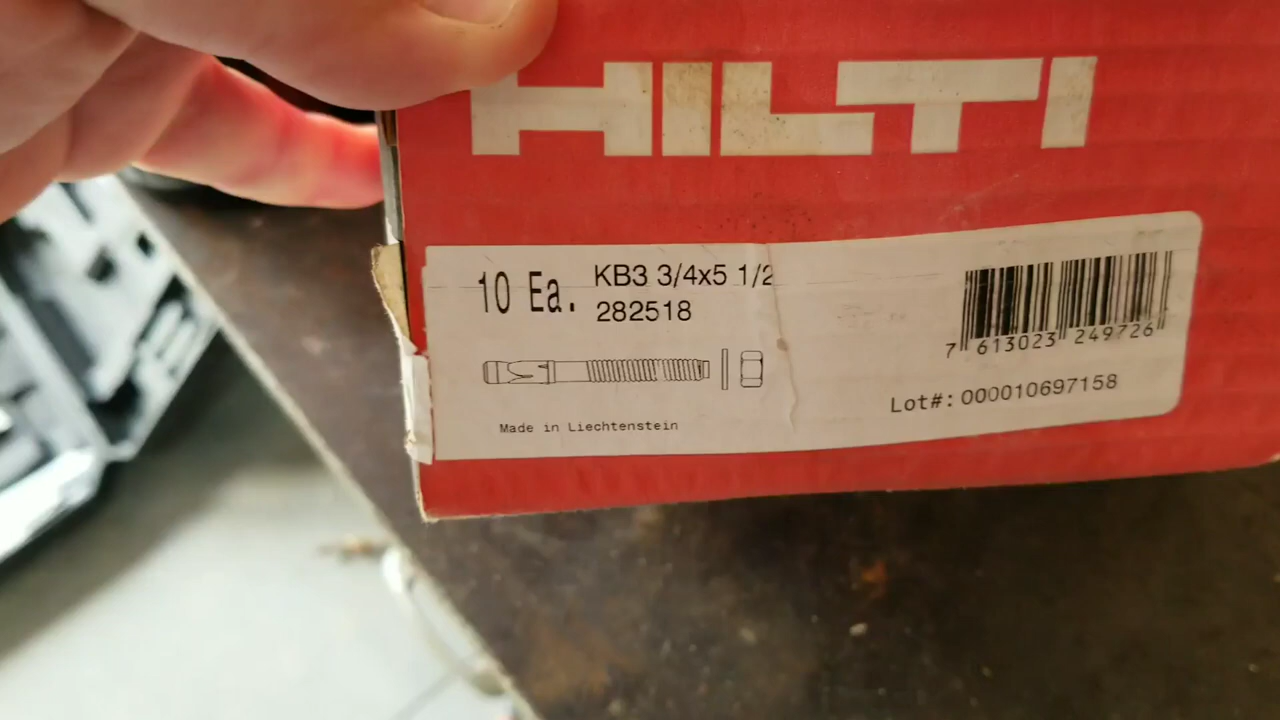 HILTI
10 Ea. KB3 3/4x5 1/2
282518
7 613023 249726
Lot#: 000010697158
Made in Liechtenstein